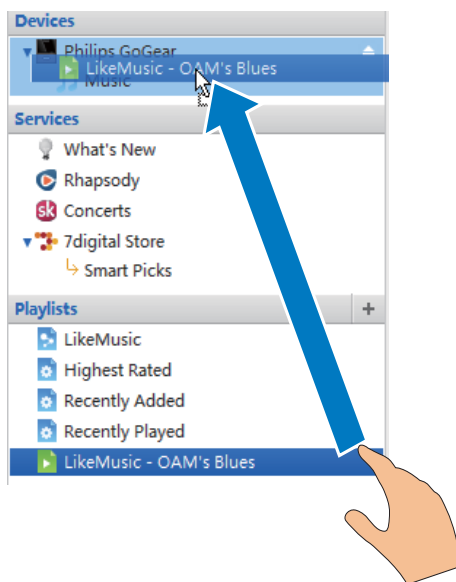 Devices
Philips GoGear
LikeMusic - OAM's Blues
Music
Services
What's New
Rhapsody
sk Concerts
7digital Store
Smart Picks
Playlists +
LikeMusic
Highest Rated
Recently Added
Recently Played
LikeMusic - OAM's Blues